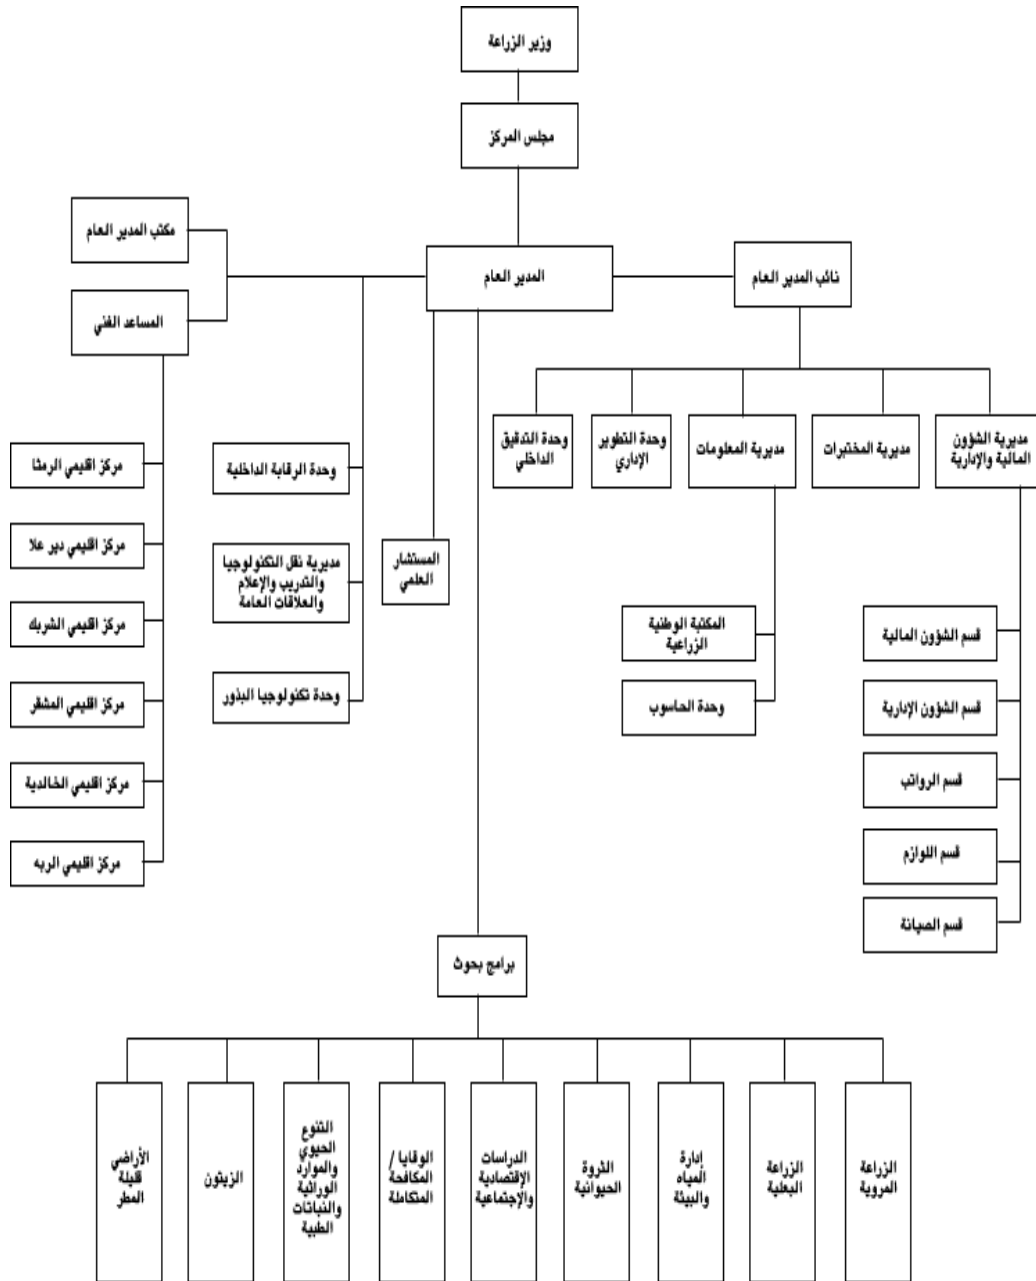 وزير الزراعة
مجلس المركز
مكتب المدير العام
المدير العام
نائب المدير العام
المساعد الفني
مديرية الشؤون
المالية والإدارية
مديرية المختبرات
مديرية المعلومات
وحدة التطوير
الإداري
وحدة التدقيق
الداخلي
وحدة الرقابة الداخلية
مديرية نقل التكنولوجيا
والتدريب والإعلام
والعلاقات العامة
وحدة تكنولوجيا البذور
المستشار
العلمي
مركز اقليمي الرمثا
مركز اقليمي دير علا
مركز اقليمي الشربك
مركز اقليمي المشقر
مركز اقليمي الخالدية
مركز اقليمي الربه
المكتبة الوطنية
الزراعية
وحدة الحاسوب
قسم الشؤون المالية
قسم الشؤون الإدارية
قسم الرواتب
قسم اللوازم
قسم الصيانة
برامج بحوث
الزراعة
المروية
الزراعة
البعلية
إدارة
المياه
والبيئة
الثروة
الحيوانية
الدراسات
الإقتصادية
والإجتماعية
الوقايا /
المكافحة
المتكاملة
التنوع
الحيوي
والموارد
الوراثية
والنباتات
الطبية
الزيتون
الأراضي
قليلة
المطر